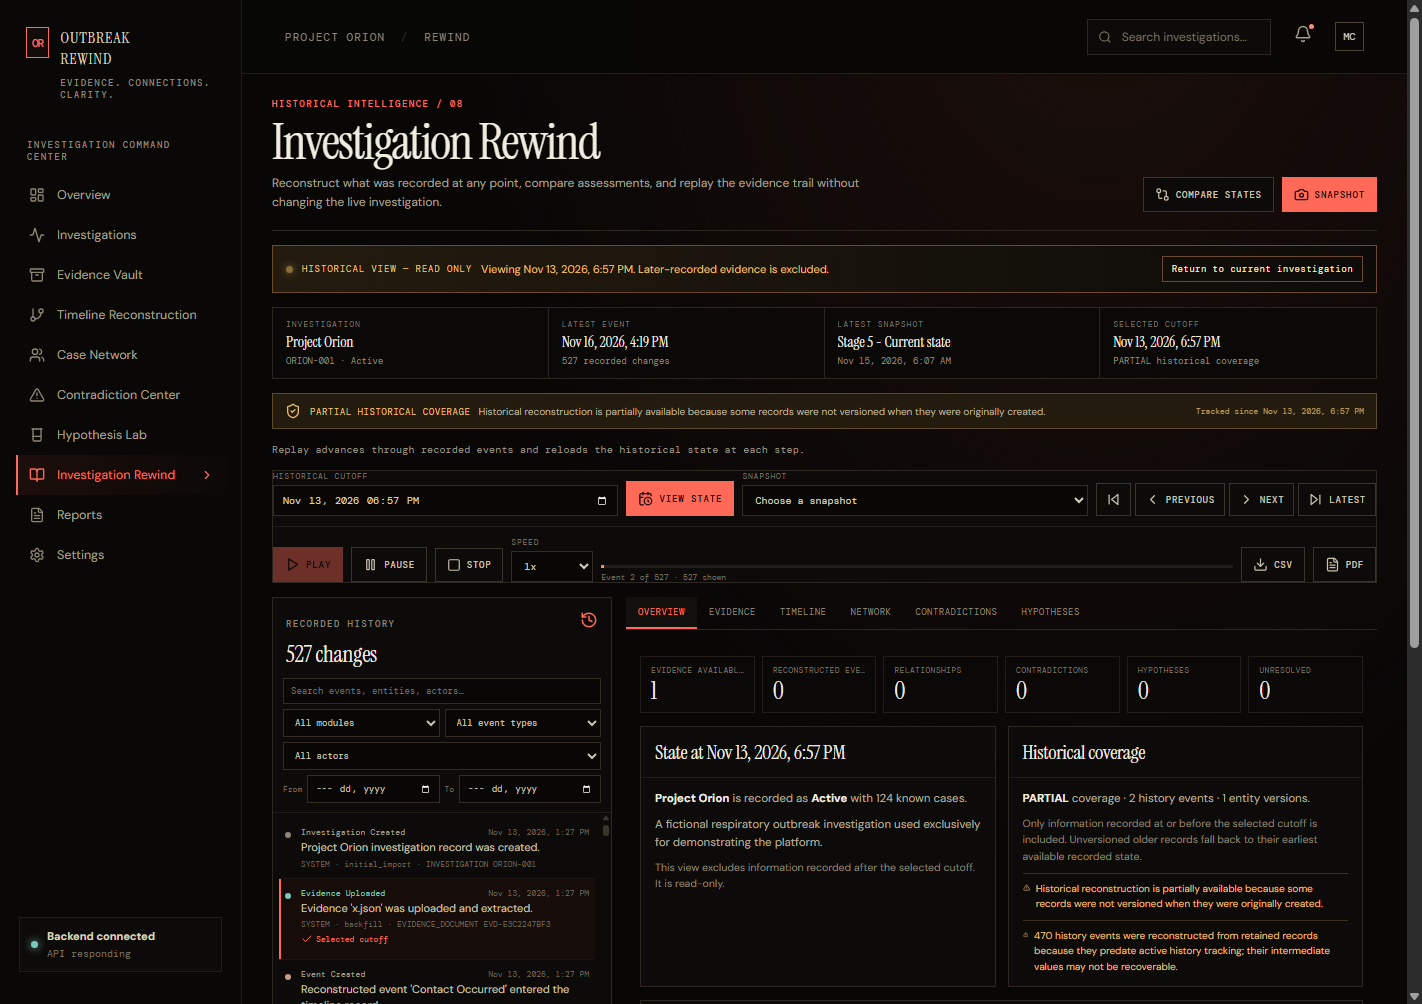 OR
OUTBREAK
REWIND
EVIDENCE. CONNECTIONS.
CLARITY.
INVESTIGATION COMMAND
CENTER
Overview
Investigations
Evidence Vault
Timeline Reconstruction
Case Network
Contradiction Center
Hypothesis Lab
Investigation Rewind
Reports
Settings
Backend connected
API responding
PROJECT ORION / REWIND
Search investigations...
MC
HISTORICAL INTELLIGENCE / 08
Investigation Rewind
Reconstruct what was recorded at any point, compare assessments, and replay the evidence trail without
changing the live investigation.
COMPARE STATES
SNAPSHOT
HISTORICAL VIEW — READ ONLY Viewing Nov 13, 2026, 6:57 PM. Later-recorded evidence is excluded.
Return to current investigation
INVESTIGATION
Project Orion
ORION-001 · Active
LATEST EVENT
Nov 16, 2026, 4:19 PM
527 recorded changes
LATEST SNAPSHOT
Stage 5 - Current state
Nov 15, 2026, 6:07 AM
SELECTED CUTOFF
Nov 13, 2026, 6:57 PM
PARTIAL historical coverage
PARTIAL HISTORICAL COVERAGE Historical reconstruction is partially available because some records were not versioned when they were originally created.
Tracked since Nov 13, 2026, 6:57 PM
Replay advances through recorded events and reloads the historical state at each step.
HISTORICAL CUTOFF
Nov 13, 2026 06:57 PM
VIEW STATE
SNAPSHOT
Choose a snapshot
PREVIOUS
NEXT
LATEST
PLAY
PAUSE
STOP
SPEED
1x
Event 2 of 527 · 527 shown
CSV
PDF
RECORDED HISTORY
527 changes
Search events, entities, actors...
All modules
All event types
All actors
From --- dd, yyyy To --- dd, yyyy
Investigation Created Nov 13, 2026, 1:27 PM
Project Orion investigation record was created.
SYSTEM · initial_import · INVESTIGATION ORION-001
Evidence Uploaded Nov 13, 2026, 1:27 PM
Evidence 'x.json' was uploaded and extracted.
SYSTEM · backfill · EVIDENCE_DOCUMENT EVD-E3C2247BF3
Selected cutoff
Event Created Nov 13, 2026, 1:27 PM
Reconstructed event 'Contact Occurred' entered the
timeline record.
OVERVIEW
EVIDENCE
TIMELINE
NETWORK
CONTRADICTIONS
HYPOTHESES
EVIDENCE AVAILABL...
1
RECONSTRUCTED EVE...
0
RELATIONSHIPS
0
CONTRADICTIONS
0
HYPOTHESES
0
UNRESOLVED
0
State at Nov 13, 2026, 6:57 PM
Project Orion is recorded as Active with 124 known cases.
A fictional respiratory outbreak investigation used exclusively
for demonstrating the platform.
This view excludes information recorded after the selected cutoff.
It is read-only.
Historical coverage
PARTIAL coverage · 2 history events · 1 entity versions.
Only information recorded at or before the selected cutoff is
included. Unversioned older records fall back to their earliest
available recorded state.
Historical reconstruction is partially available because some
records were not versioned when they were originally created.
470 history events were reconstructed from retained records
because they predate active history tracking; their intermediate
values may not be recoverable.